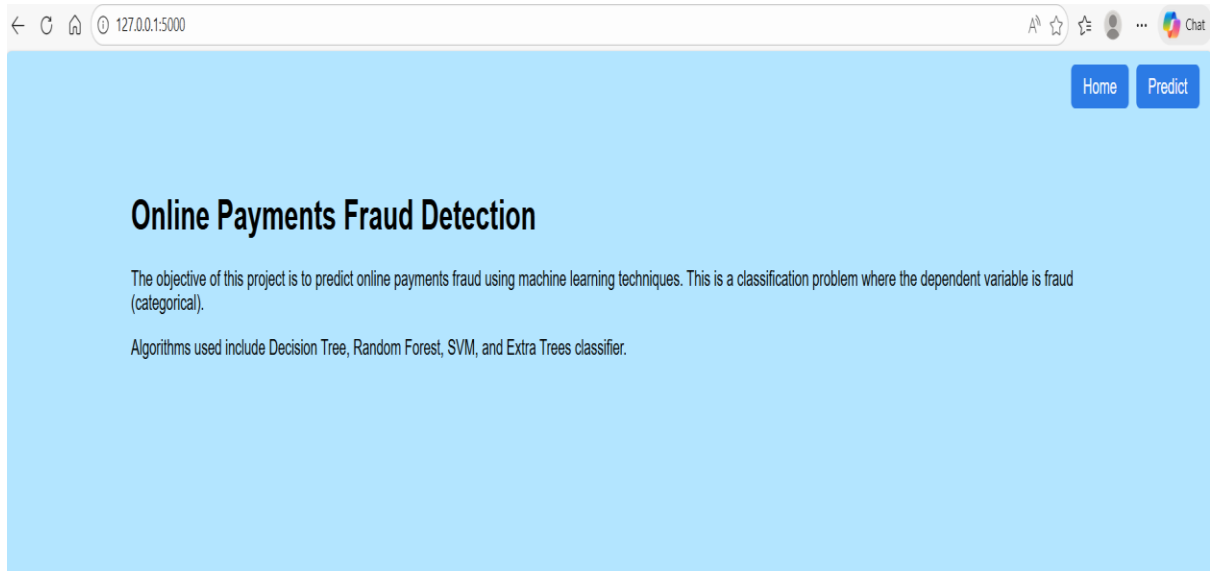 127.0.0.1:5000
Chat
Home Predict
Online Payments Fraud Detection
The objective of this project is to predict online payments fraud using machine learning techniques. This is a classification problem where the dependent variable is fraud
(categorical).
Algorithms used include Decision Tree, Random Forest, SVM, and Extra Trees classifier.